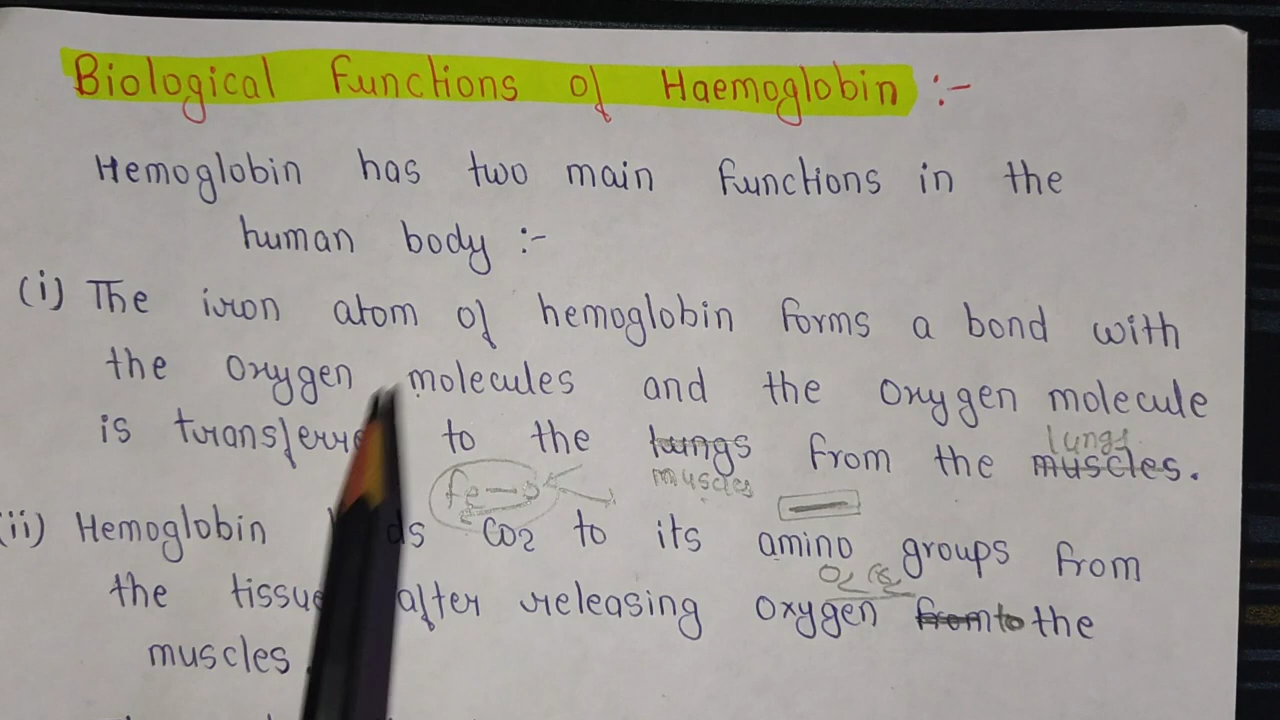 Biological Functions of Haemoglobin :-
Hemoglobin has two main functions in the
human body :-
(i) The iron atom of hemoglobin forms a bond with
the oxygen molecules and the oxygen molecule
lungs
is transferre to the lungs from the muscles.
muscles
(ii) Hemoglobin ds CO2 to its amino groups from
the tissue after releasing oxygen from to the
muscles